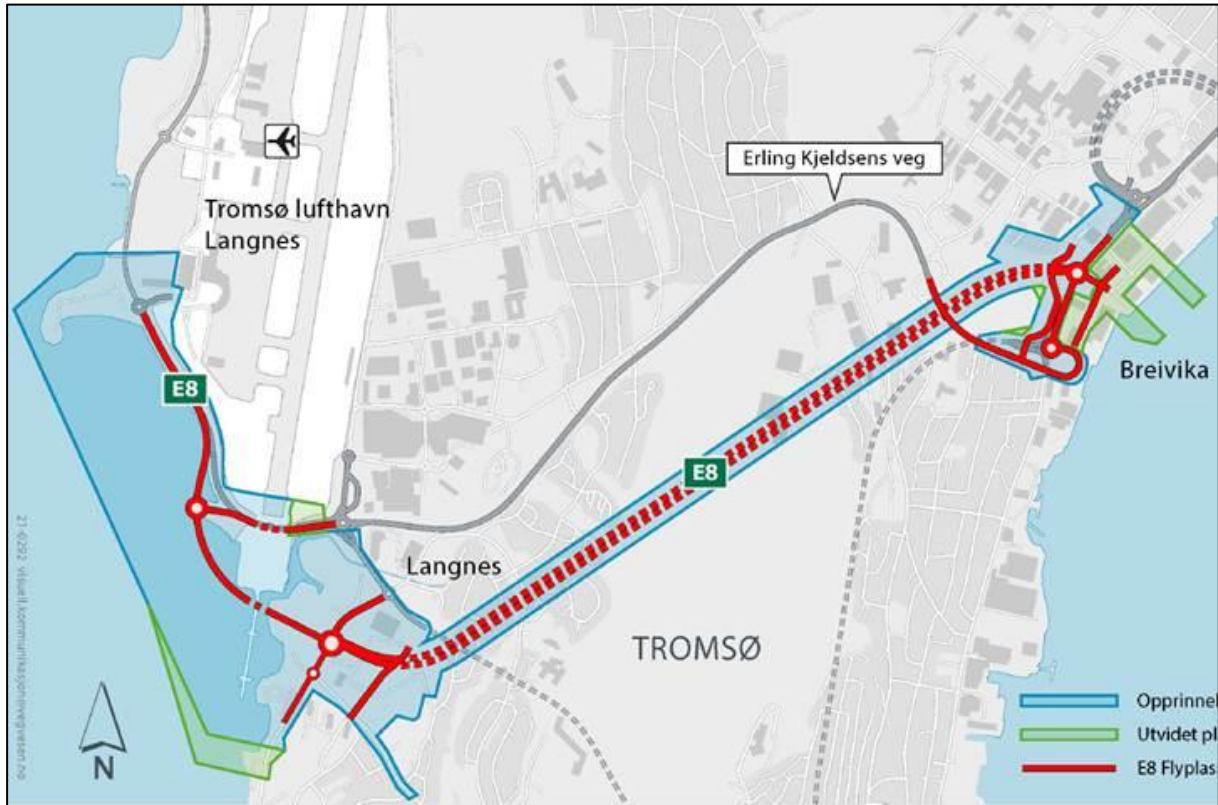 Erling Kjeldsens veg
Tromsø lufthavn
Langnes
E8
Breivika
E8
Langnes
TROMSØ
Opprinnel
Utvidet pl
E8 Flyplas
N